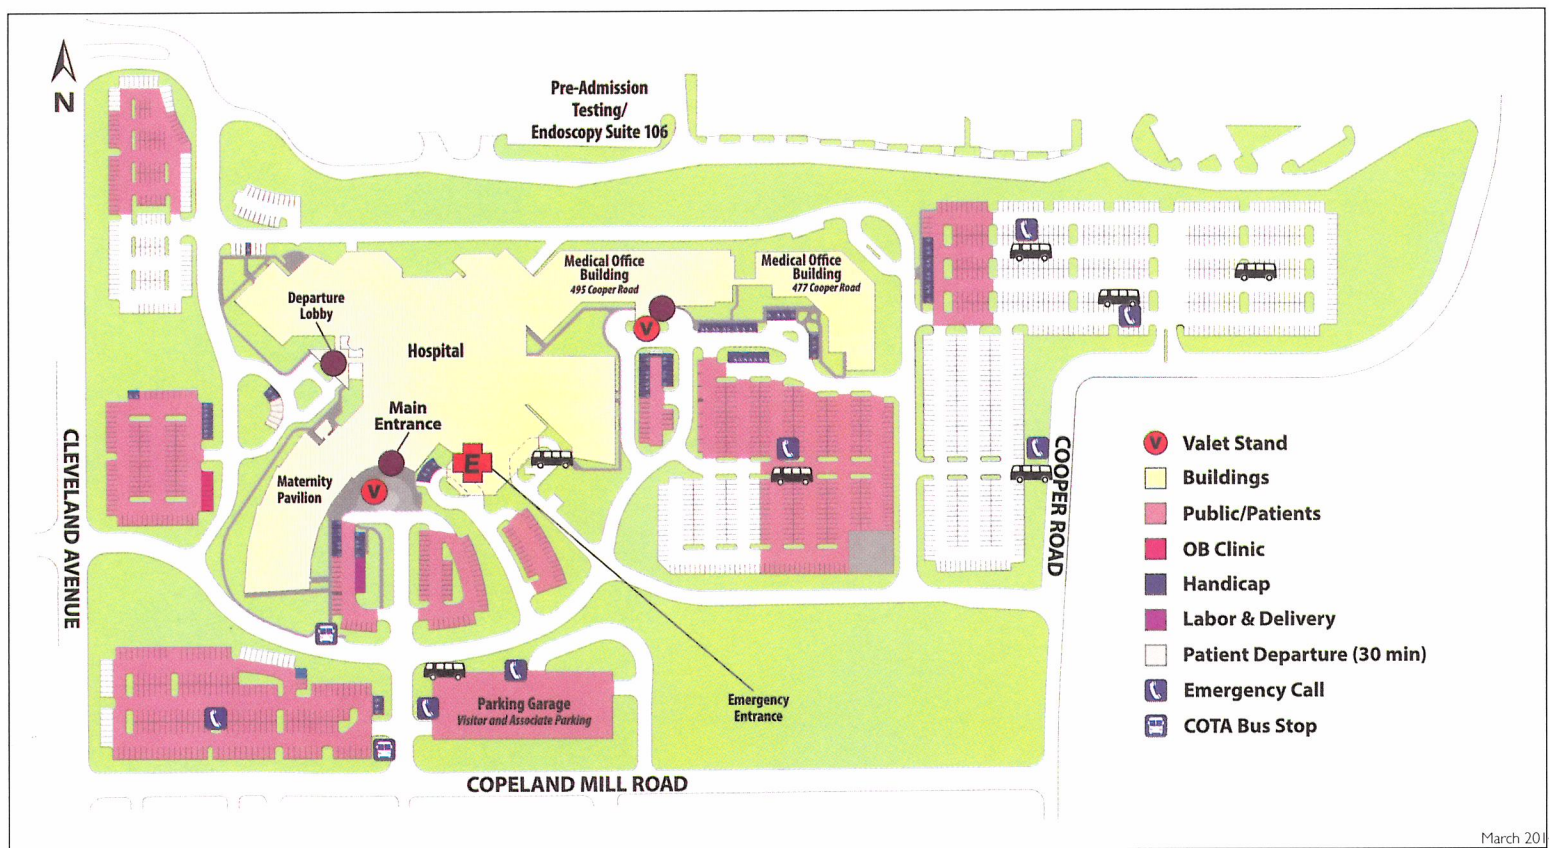 N
Pre-Admission
Testing/
Endoscopy Suite 106
Medical Office
Building
495 Cooper Road
Medical Office
Building
477 Cooper Road
Departure
Lobby
Hospital
V
Main
Entrance
E
Maternity
Pavilion
V
CLEVELAND AVENUE
COOPER ROAD
Parking Garage
Visitor and Associate Parking
Emergency
Entrance
COPELAND MILL ROAD
V Valet Stand
Buildings
Public/Patients
OB Clinic
Handicap
Labor & Delivery
Patient Departure (30 min)
Emergency Call
COTA Bus Stop
March 201